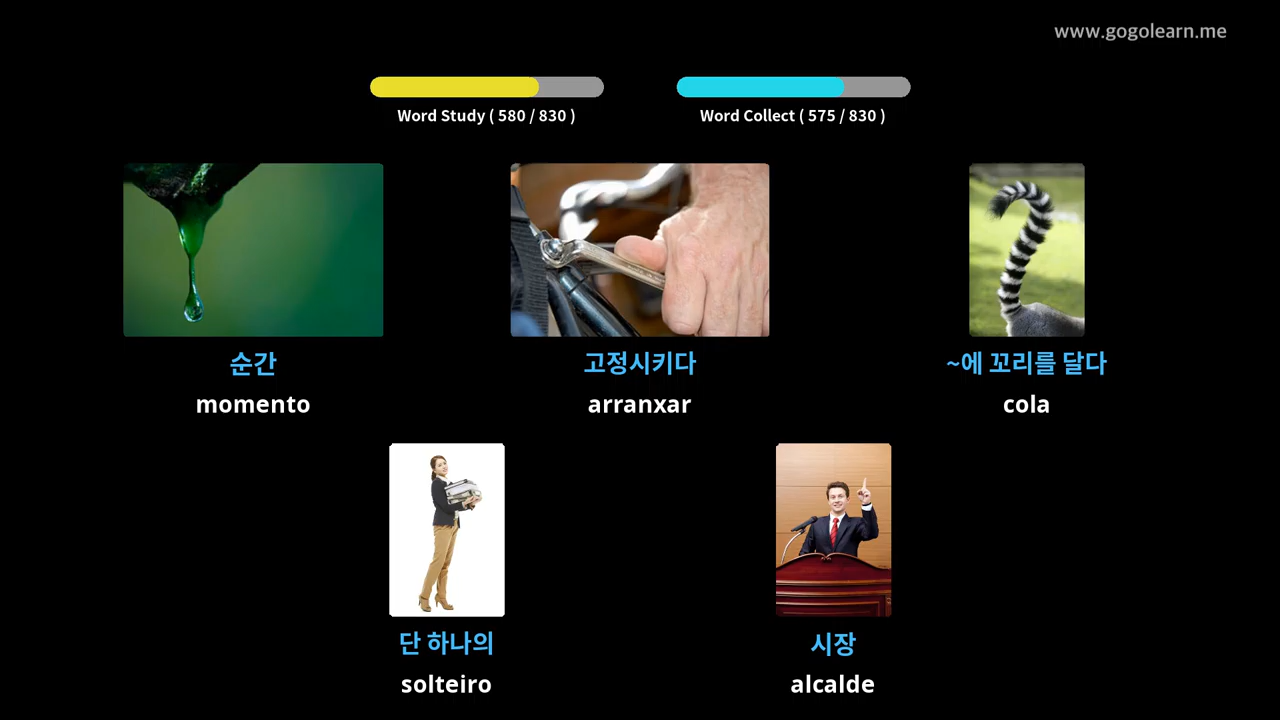 www.gogolearn.me
Word Study ( 580 / 830 )
Word Collect ( 575 / 830 )
순간
고정시키다
~에 꼬리를 달다
momento
arranxar
cola
단 하나의
시장
solteiro
alcalde